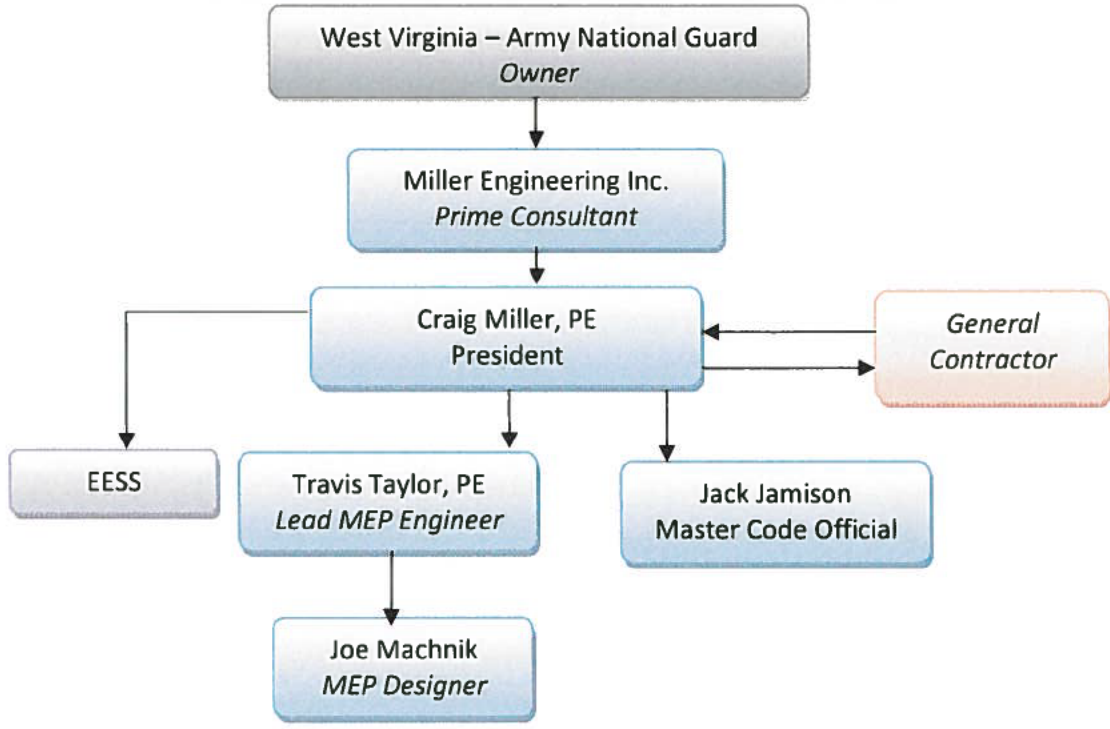 West Virginia – Army National Guard
Owner
Miller Engineering Inc.
Prime Consultant
Craig Miller, PE
President
General
Contractor
EESS
Travis Taylor, PE
Lead MEP Engineer
Jack Jamison
Master Code Official
Joe Machnik
MEP Designer